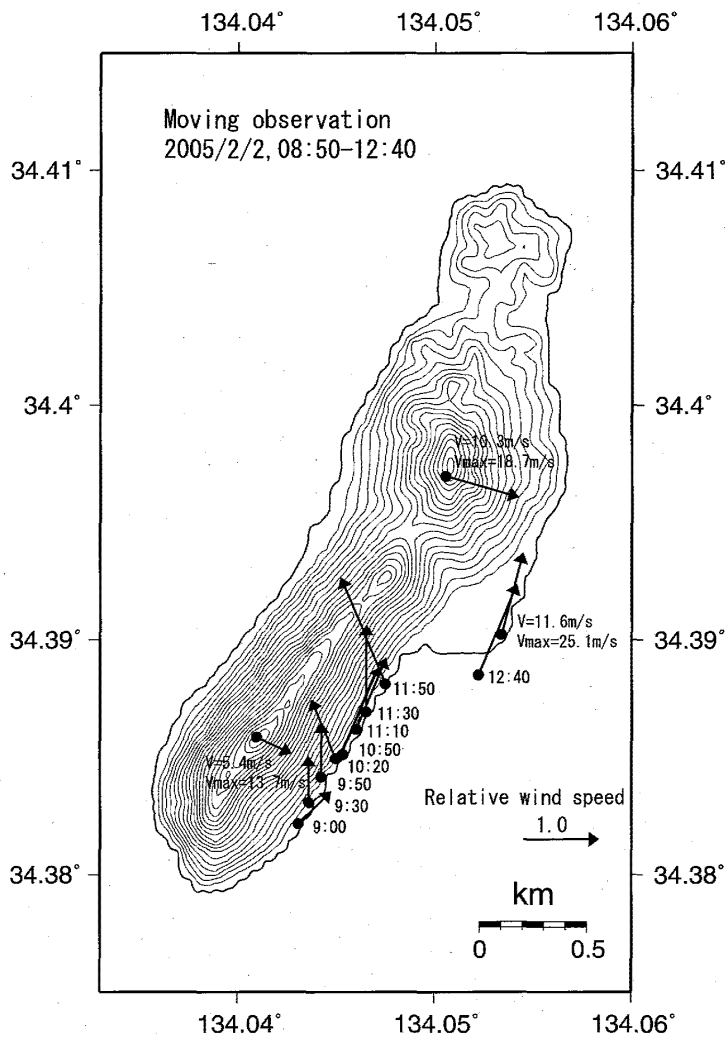 134.04° 134.05° 134.06°
Moving observation
2005/2/2, 08:50-12:40
34.41° 34.41°
34.4° 34.4°
V=10.3m/s
Vmax=18.7m/s
34.39° 34.39°
V=11.6m/s
Vmax=25.1m/s
12:40
11:50
11:30
11:10
10:50
10:20
9:50
9:30
9:00
V=5.4m/s
Vmax=13.7m/s
Relative wind speed
1.0
34.38° 34.38°
km
0 0.5
134.04° 134.05° 134.06°